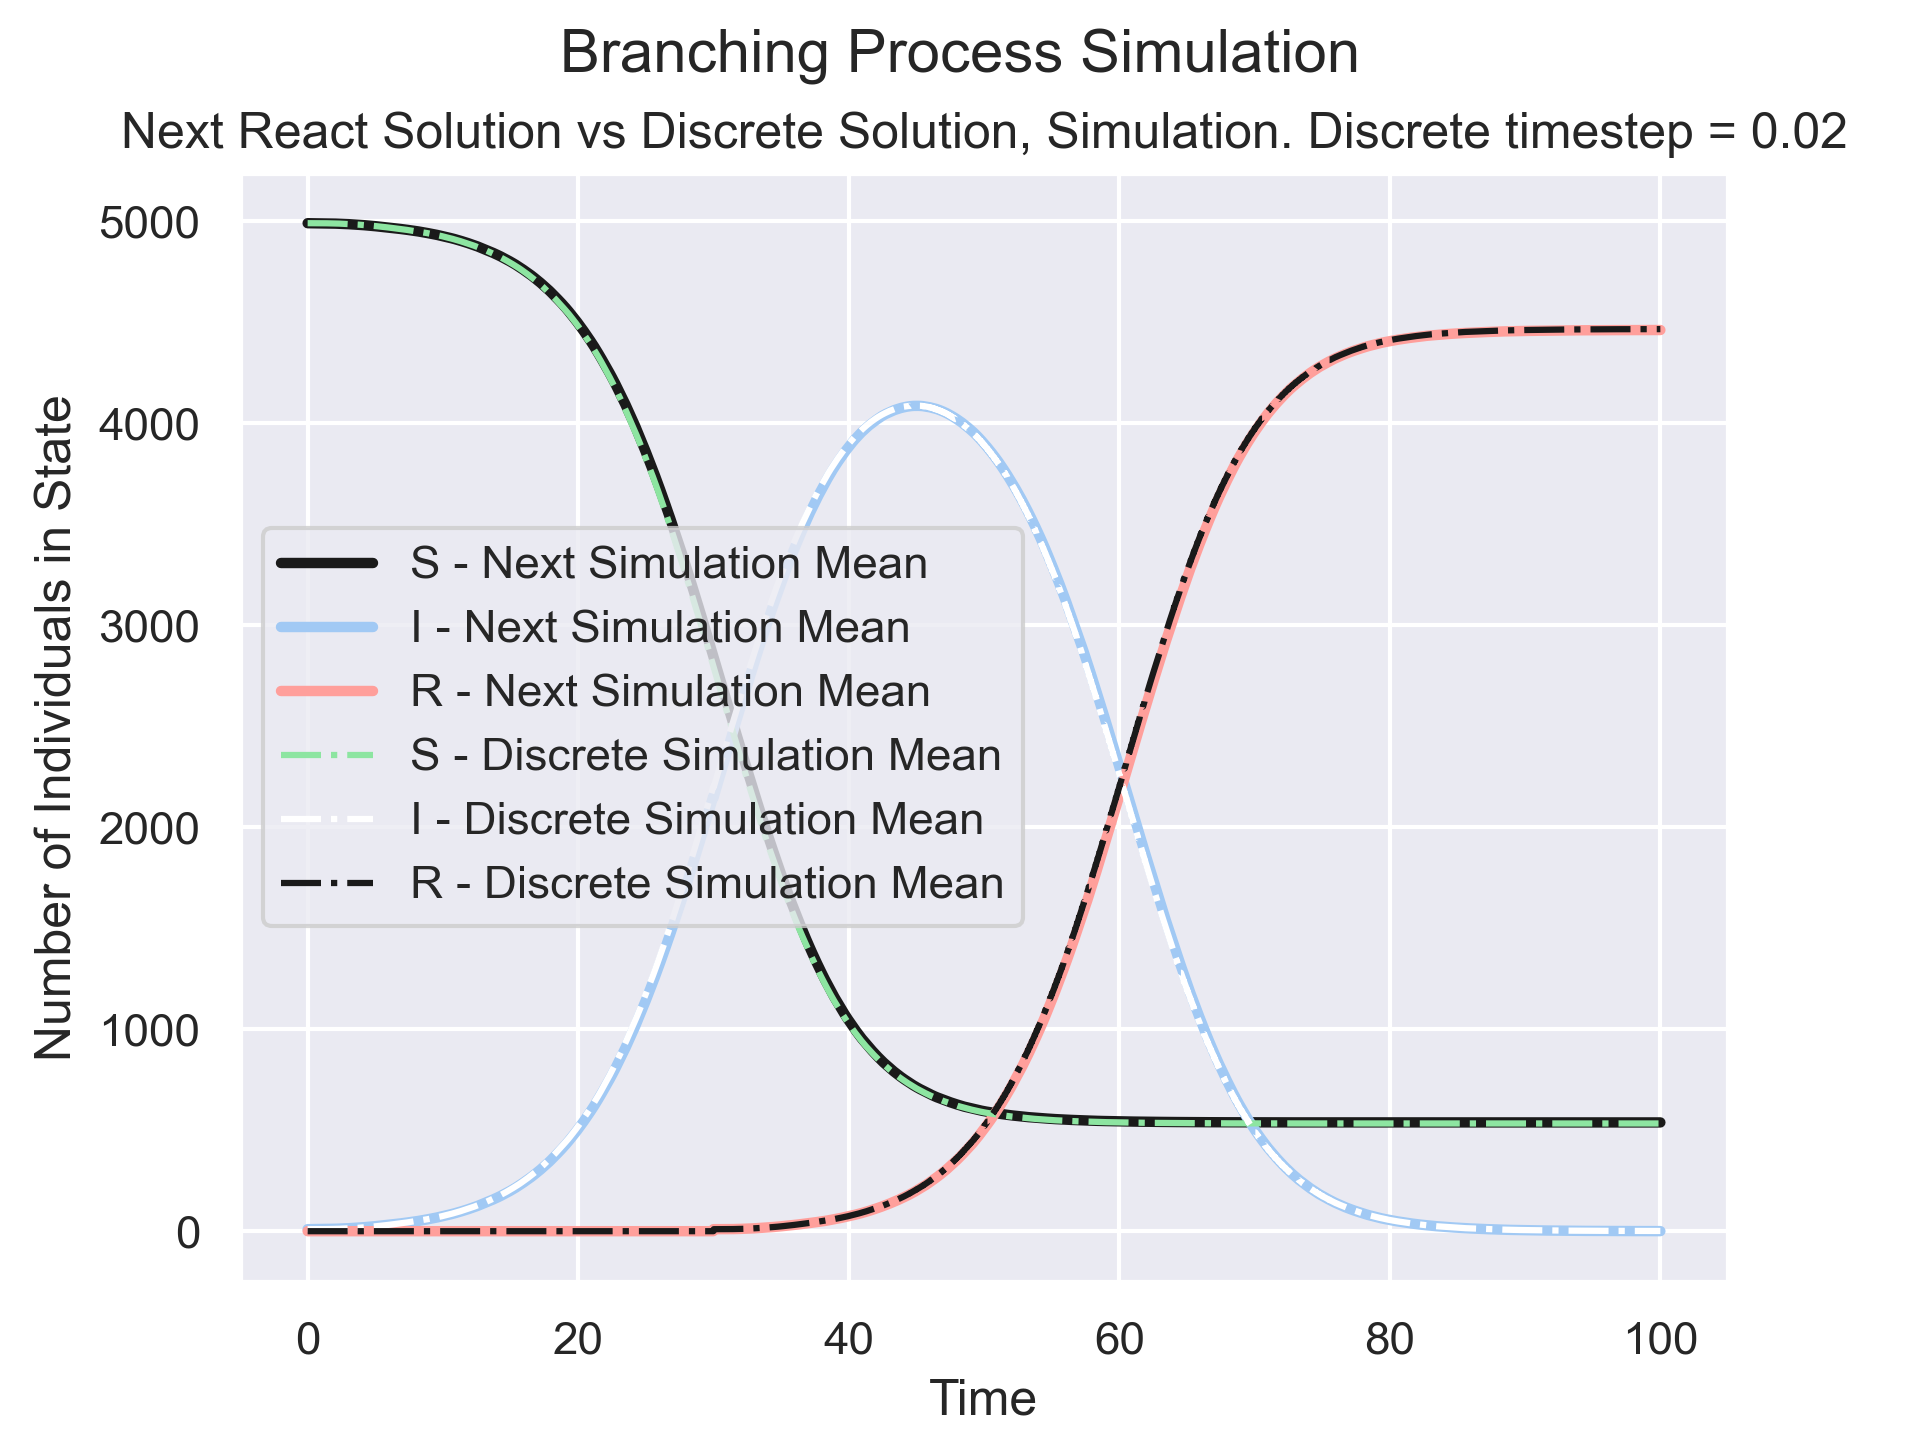 Branching Process Simulation
Next React Solution vs Discrete Solution, Simulation. Discrete timestep = 0.02
Number of Individuals in State
5000
4000
3000
2000
1000
0
S - Next Simulation Mean
I - Next Simulation Mean
R - Next Simulation Mean
S - Discrete Simulation Mean
I - Discrete Simulation Mean
R - Discrete Simulation Mean
0 20 40 60 80 100
Time